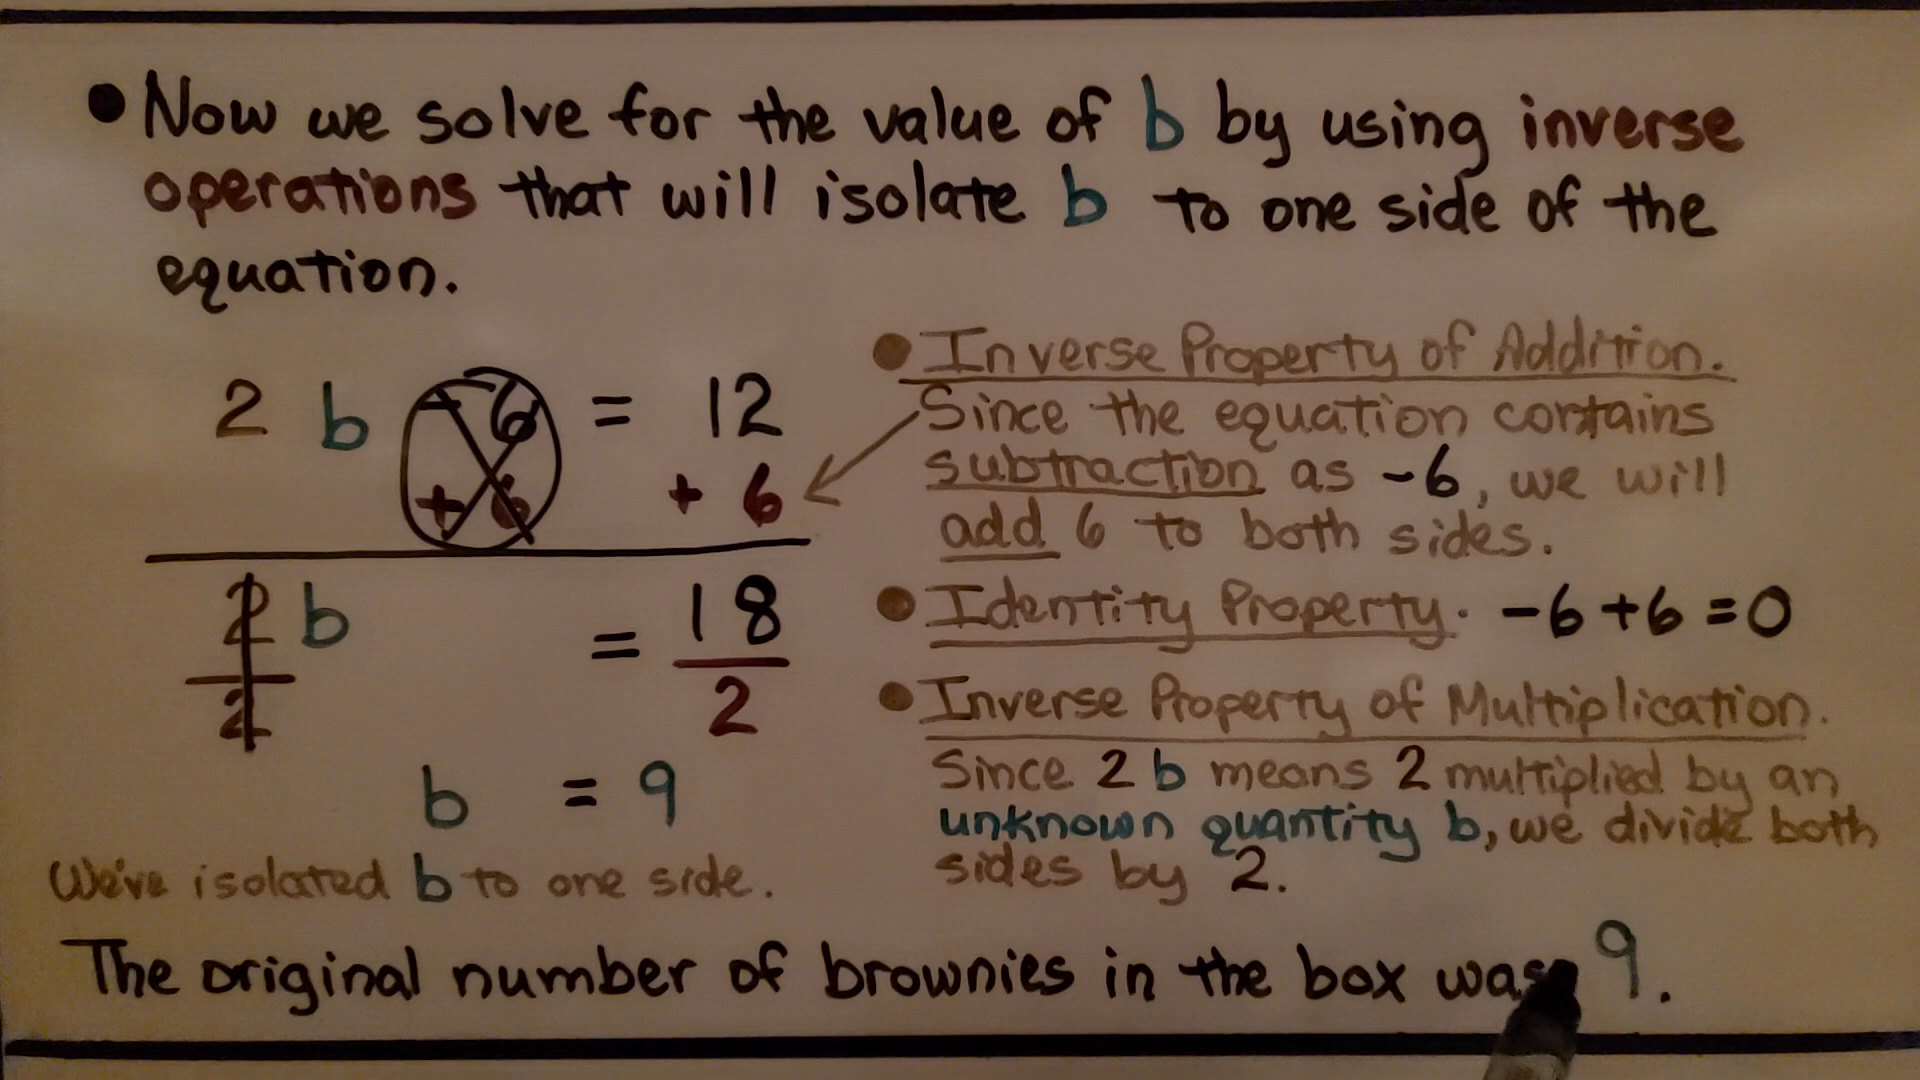 • Now we solve for the value of b by using inverse
operations that will isolate b to one side of the
equation.
2 b - 6 = 12
+ 6 + 6
2 b = 18
2 2
b = 9
We've isolated b to one side.
• Inverse Property of Addition.
Since the equation contains
subtraction as -6, we will
add 6 to both sides.
• Identity Property. -6 + 6 = 0
• Inverse Property of Multiplication.
Since 2 b means 2 multiplied by an
unknown quantity b, we divide both
sides by 2.
The original number of brownies in the box was 9.